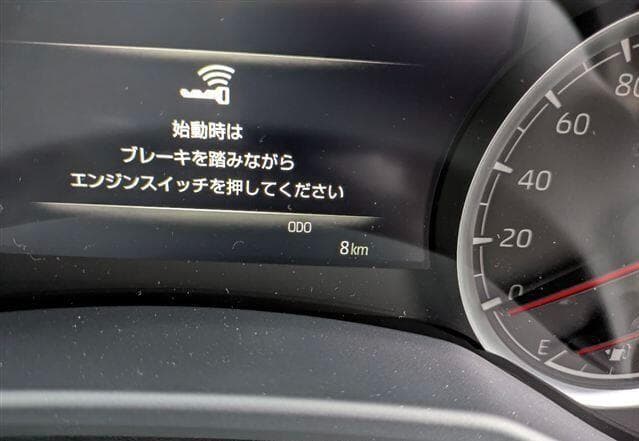 始動時は
ブレーキを踏みながら
エンジンスイッチを押してください
ODO
8km
80
60
40
20
0
E